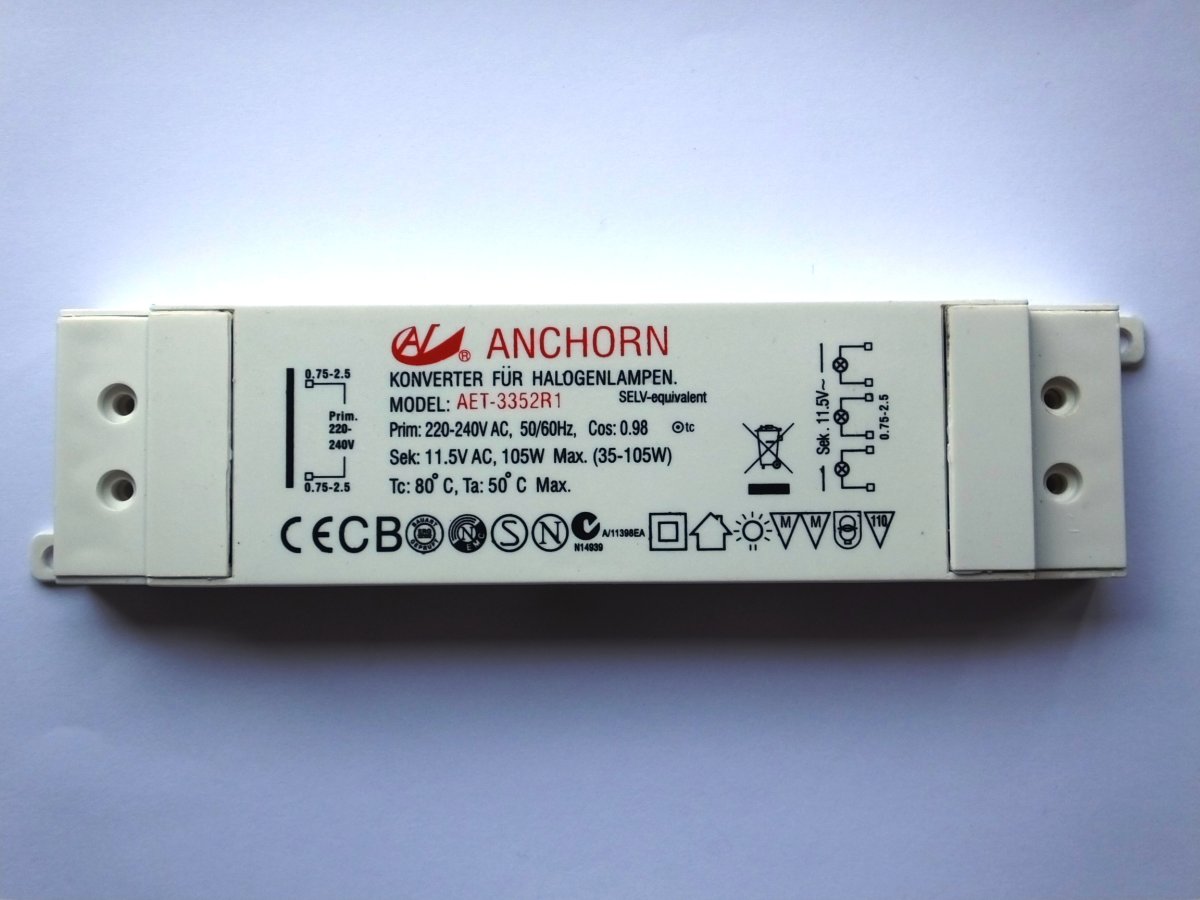 ANCHORN
®
KONVERTER FÜR HALOGENLAMPEN.
MODEL: AET-3352R1 SELV-equivalent
Prim: 220-240V AC, 50/60Hz, Cos: 0.98 tc
Sek: 11.5V AC, 105W Max. (35-105W)
Tc: 80° C, Ta: 50° C Max.
0.75-2.5
Prim.
220-
240V
0.75-2.5
Sek. 11.5V~
0.75-2.5
CE CB BAUART GEPRÜFT N S N N14939 A/11398EA M M 110